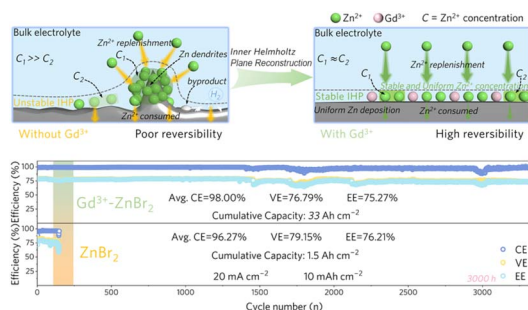 Zn²⁺ Gd³⁺ C = Zn²⁺ concentration
Bulk electrolyte
Zn²⁺ replenishment
C₁ >> C₂
C₁
Zn dendrites
C₂
byproduct
H₂
Unstable IHP
Zn²⁺ consumed
Without Gd³⁺
Poor reversibility
Inner Helmholtz
Plane Reconstruction
Bulk electrolyte
C₁ ≈ C₂
Zn²⁺ replenishment
C₁
Stable and Uniform Zn²⁺ concentration
C₂
Stable IHP
Uniform Zn deposition
Zn²⁺ consumed
With Gd³⁺
High reversibility
Efficiency (%)
100
75
50
25
Gd³⁺-ZnBr₂
Avg. CE=98.00% VE=76.79% EE=75.27%
Cumulative Capacity: 33 Ah cm⁻²
Efficiency (%)
100
75
50
25
0
ZnBr₂
Avg. CE=96.27% VE=79.15% EE=76.21%
Cumulative Capacity: 1.5 Ah cm⁻²
20 mA cm⁻² 10 mAh cm⁻²
3000 h
CE
VE
EE
0 500 1000 1500 2000 2500 3000
Cycle number (n)